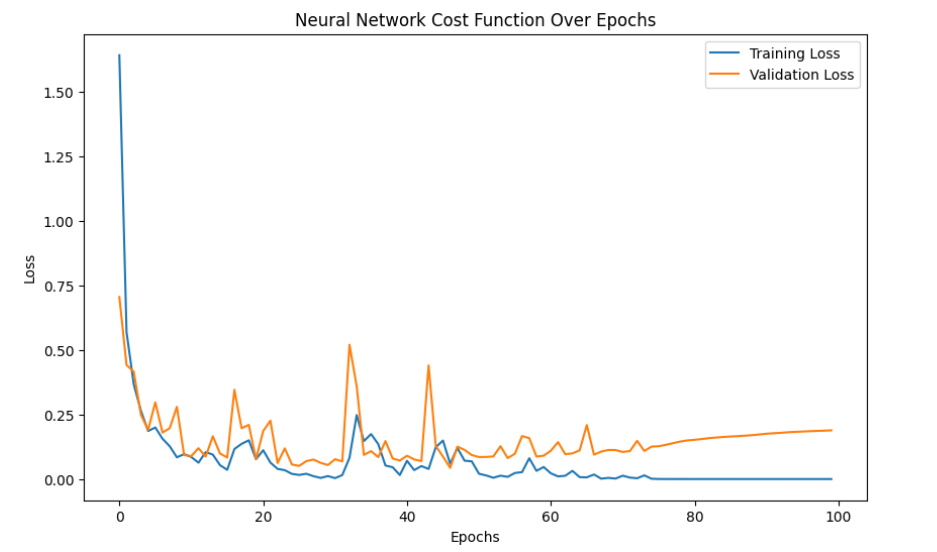 Neural Network Cost Function Over Epochs
Training Loss
Validation Loss
1.50
1.25
1.00
0.75
0.50
0.25
0.00
Loss
0 20 40 60 80 100
Epochs